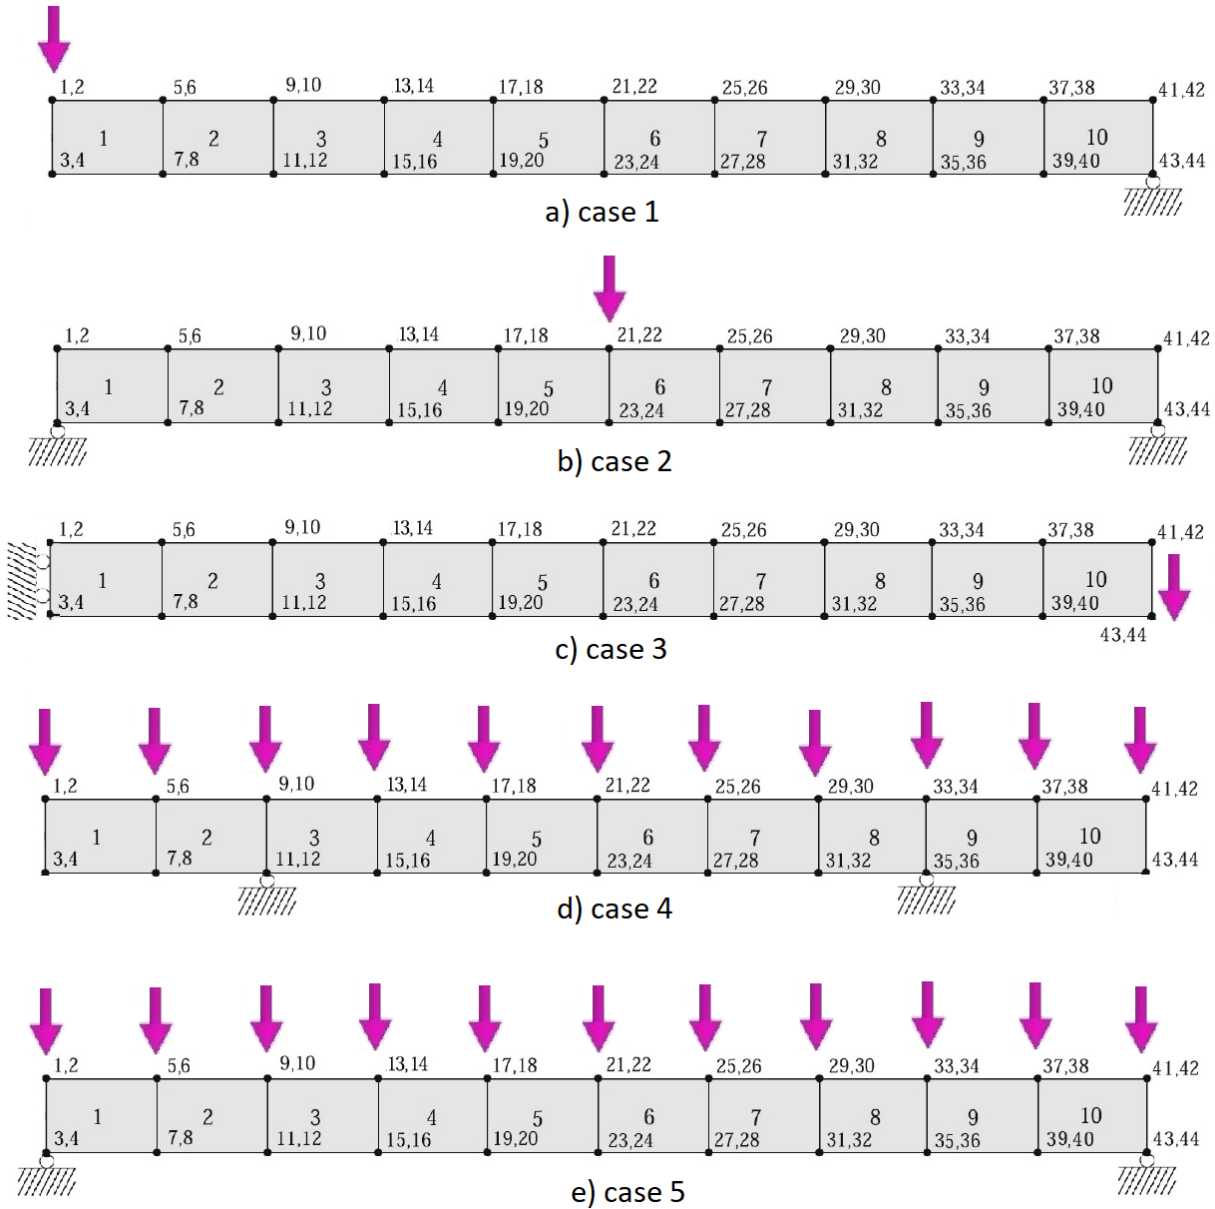 1,2 5,6 9,10 13,14 17,18 21,22 25,26 29,30 33,34 37,38 41,42
1 2 3 4 5 6 7 8 9 10
3,4 7,8 11,12 15,16 19,20 23,24 27,28 31,32 35,36 39,40 43,44
a) case 1
1,2 5,6 9,10 13,14 17,18 21,22 25,26 29,30 33,34 37,38 41,42
1 2 3 4 5 6 7 8 9 10
3,4 7,8 11,12 15,16 19,20 23,24 27,28 31,32 35,36 39,40 43,44
b) case 2
1,2 5,6 9,10 13,14 17,18 21,22 25,26 29,30 33,34 37,38 41,42
1 2 3 4 5 6 7 8 9 10
3,4 7,8 11,12 15,16 19,20 23,24 27,28 31,32 35,36 39,40
43,44
c) case 3
1,2 5,6 9,10 13,14 17,18 21,22 25,26 29,30 33,34 37,38 41,42
1 2 3 4 5 6 7 8 9 10
3,4 7,8 11,12 15,16 19,20 23,24 27,28 31,32 35,36 39,40 43,44
d) case 4
1,2 5,6 9,10 13,14 17,18 21,22 25,26 29,30 33,34 37,38 41,42
1 2 3 4 5 6 7 8 9 10
3,4 7,8 11,12 15,16 19,20 23,24 27,28 31,32 35,36 39,40 43,44
e) case 5